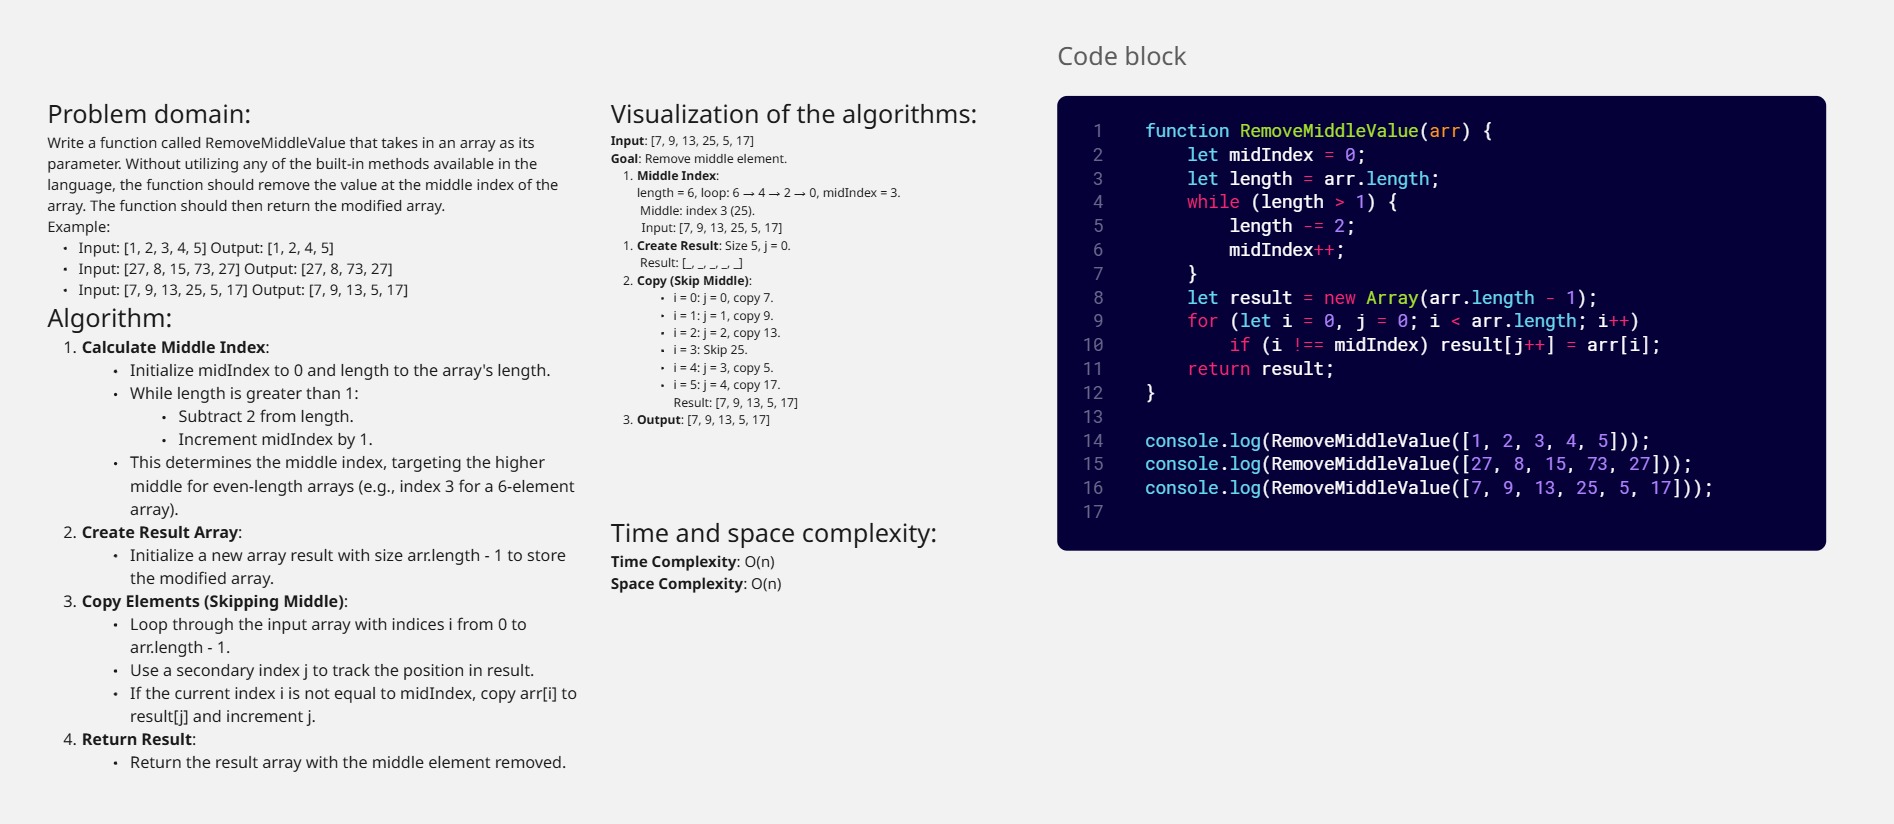 Problem domain:
Write a function called RemoveMiddleValue that takes in an array as its
parameter. Without utilizing any of the built-in methods available in the
language, the function should remove the value at the middle index of the
array. The function should then return the modified array.
Example:
• Input: [1, 2, 3, 4, 5] Output: [1, 2, 4, 5]
• Input: [27, 8, 15, 73, 27] Output: [27, 8, 73, 27]
• Input: [7, 9, 13, 25, 5, 17] Output: [7, 9, 13, 5, 17]
Algorithm:
1. Calculate Middle Index:
• Initialize midIndex to 0 and length to the array's length.
• While length is greater than 1:
• Subtract 2 from length.
• Increment midIndex by 1.
• This determines the middle index, targeting the higher
middle for even-length arrays (e.g., index 3 for a 6-element
array).
2. Create Result Array:
• Initialize a new array result with size arr.length - 1 to store
the modified array.
3. Copy Elements (Skipping Middle):
• Loop through the input array with indices i from 0 to
arr.length - 1.
• Use a secondary index j to track the position in result.
• If the current index i is not equal to midIndex, copy arr[i] to
result[j] and increment j.
4. Return Result:
• Return the result array with the middle element removed.
Visualization of the algorithms:
Input: [7, 9, 13, 25, 5, 17]
Goal: Remove middle element.
1. Middle Index:
length = 6, loop: 6 → 4 → 2 → 0, midIndex = 3.
Middle: index 3 (25).
Input: [7, 9, 13, 25, 5, 17]
1. Create Result: Size 5, j = 0.
Result: [_, _, _, _, _]
2. Copy (Skip Middle):
• i = 0: j = 0, copy 7.
• i = 1: j = 1, copy 9.
• i = 2: j = 2, copy 13.
• i = 3: Skip 25.
• i = 4: j = 3, copy 5.
• i = 5: j = 4, copy 17.
Result: [7, 9, 13, 5, 17]
3. Output: [7, 9, 13, 5, 17]
Time and space complexity:
Time Complexity: O(n)
Space Complexity: O(n)
Code block
1 function RemoveMiddleValue(arr) {
2     let midIndex = 0;
3     let length = arr.length;
4     while (length > 1) {
5         length -= 2;
6         midIndex++;
7     }
8     let result = new Array(arr.length - 1);
9     for (let i = 0, j = 0; i < arr.length; i++)
10         if (i !== midIndex) result[j++] = arr[i];
11     return result;
12 }
13
14 console.log(RemoveMiddleValue([1, 2, 3, 4, 5]));
15 console.log(RemoveMiddleValue([27, 8, 15, 73, 27]));
16 console.log(RemoveMiddleValue([7, 9, 13, 25, 5, 17]));
17